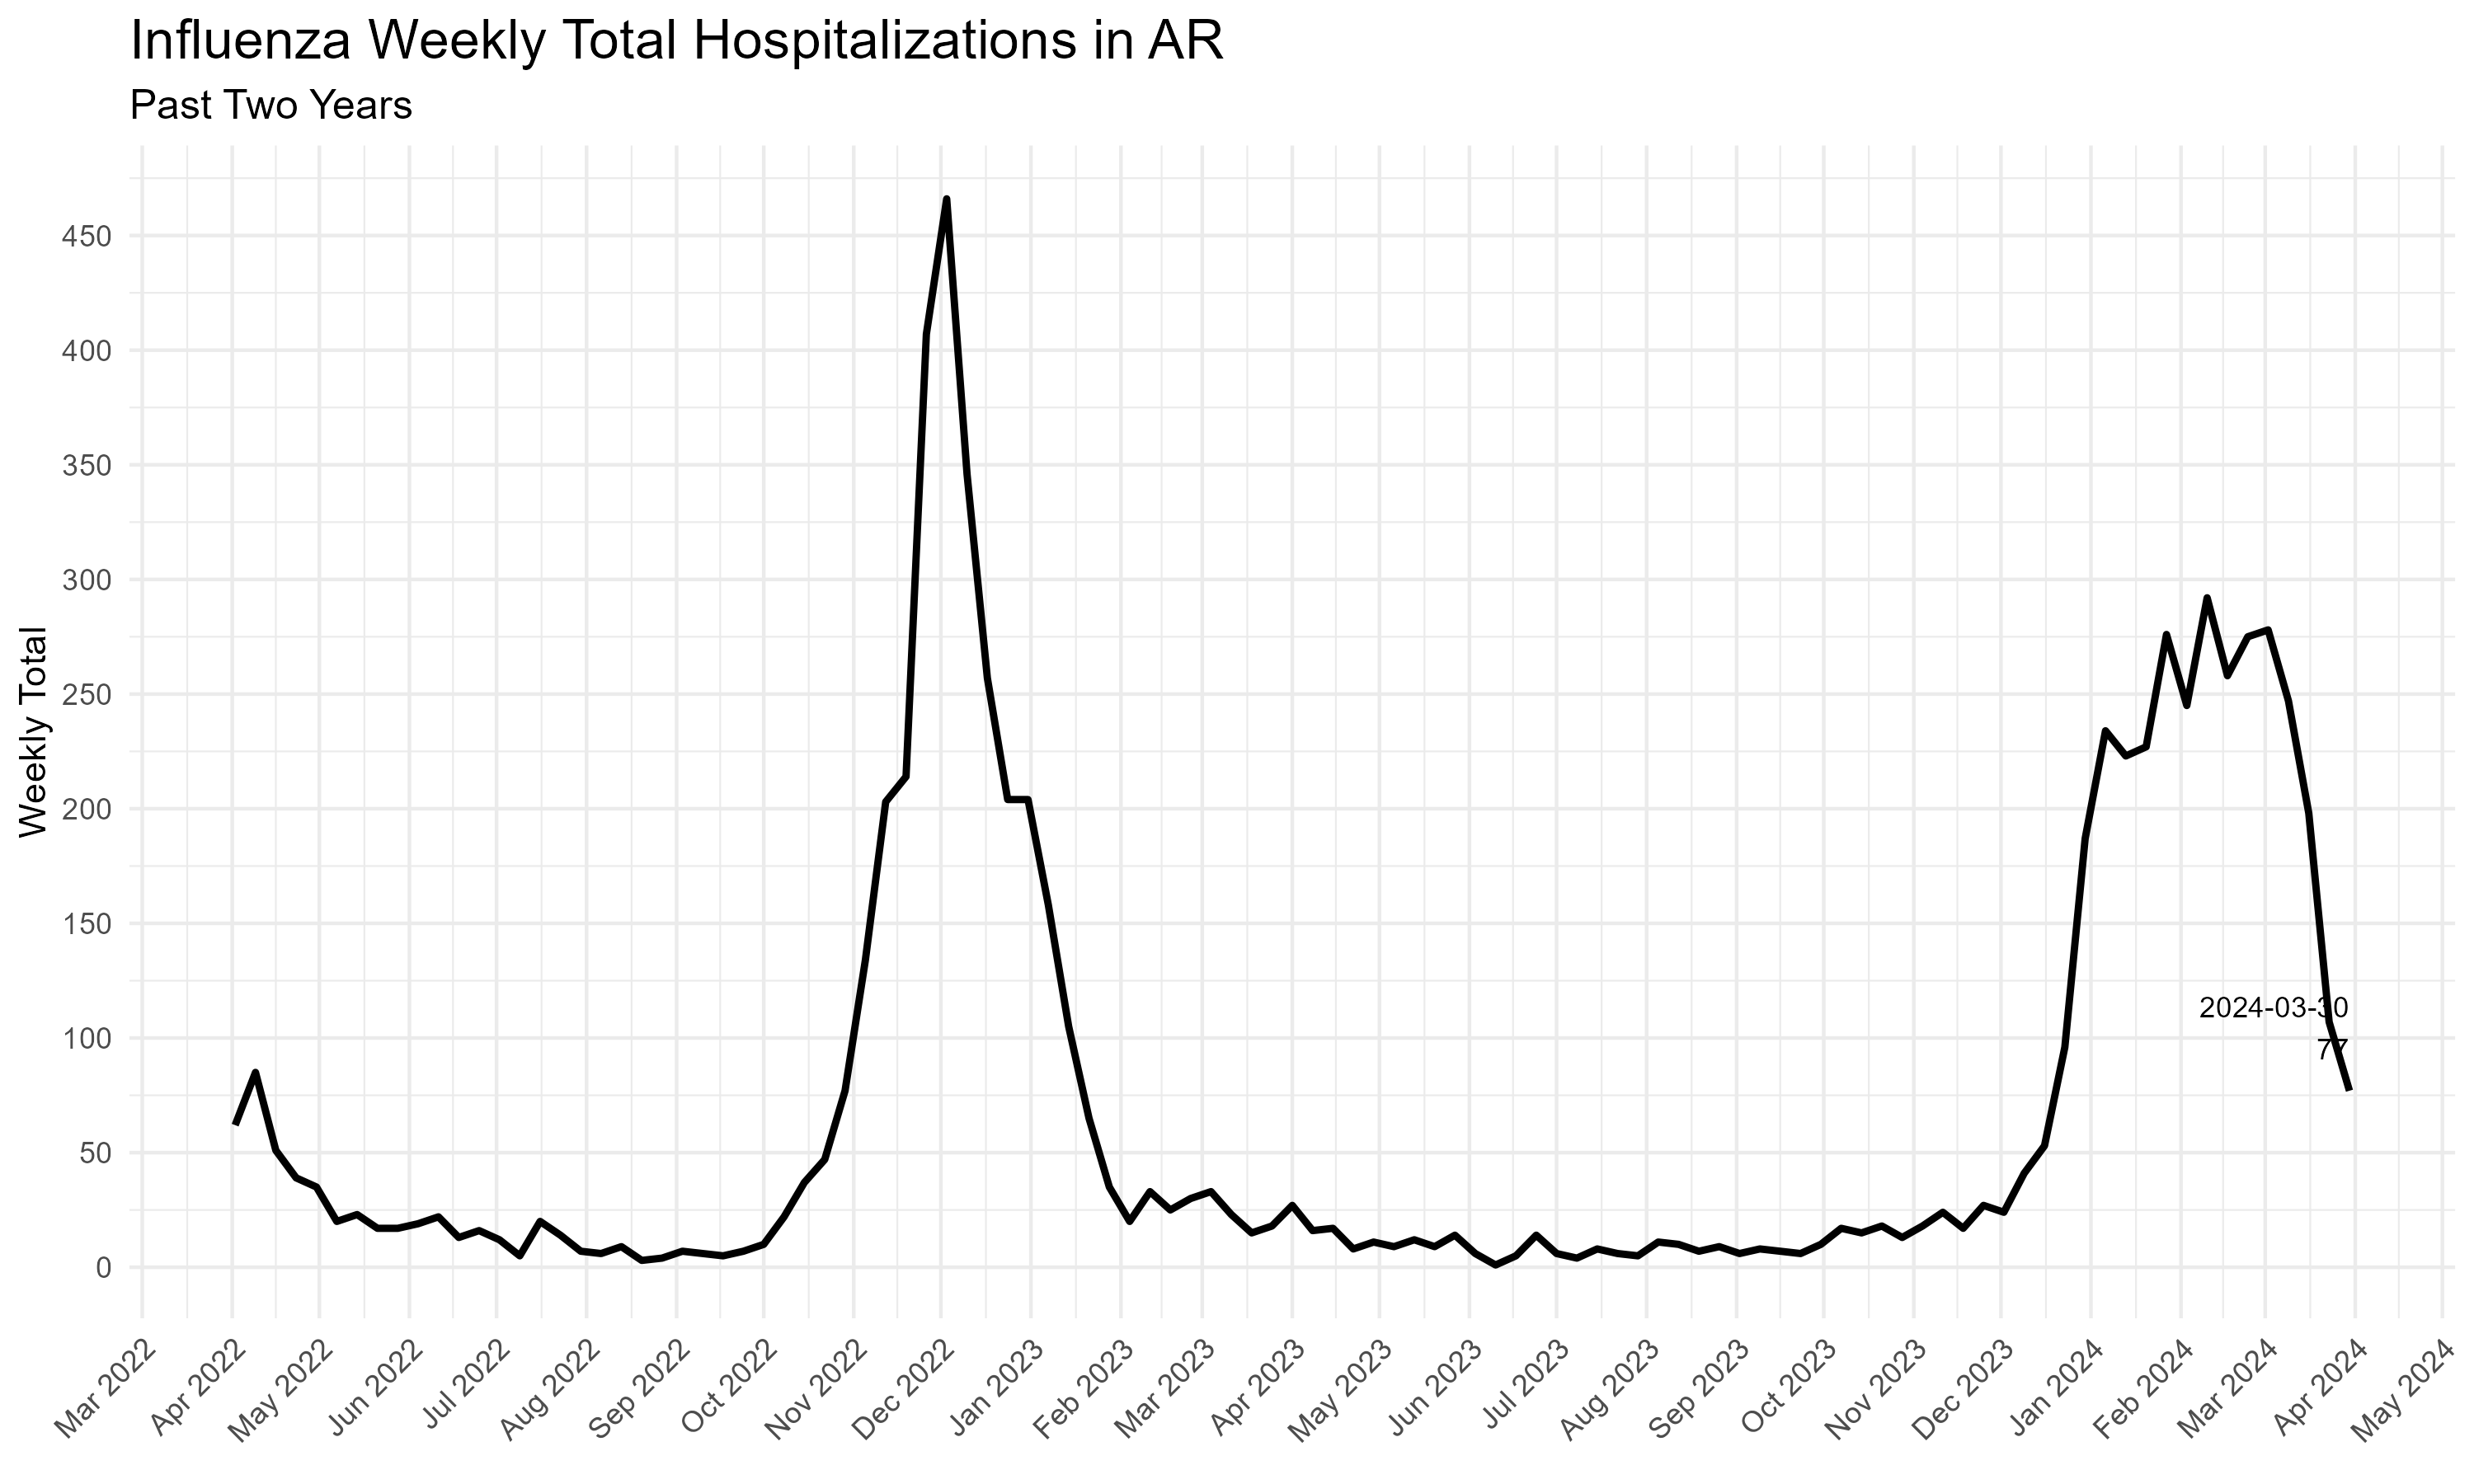 Influenza Weekly Total Hospitalizations in AR
Past Two Years
Weekly Total
450
400
350
300
250
200
150
100
50
0
2024-03-30
77
Mar 2022
Apr 2022
May 2022
Jun 2022
Jul 2022
Aug 2022
Sep 2022
Oct 2022
Nov 2022
Dec 2022
Jan 2023
Feb 2023
Mar 2023
Apr 2023
May 2023
Jun 2023
Jul 2023
Aug 2023
Sep 2023
Oct 2023
Nov 2023
Dec 2023
Jan 2024
Feb 2024
Mar 2024
Apr 2024
May 2024